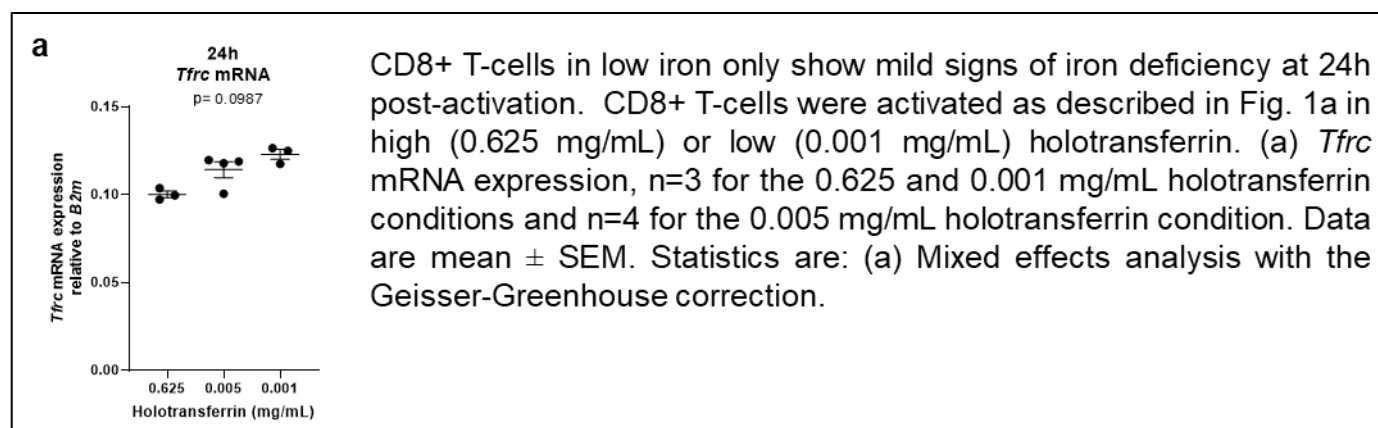 a
24h
Tfrc mRNA
p= 0.0987
0.15
0.10
0.05
0.00
Tfrc mRNA expression
relative to B2m
0.625 0.005 0.001
Holotransferrin (mg/mL)
CD8+ T-cells in low iron only show mild signs of iron deficiency at 24h
post-activation. CD8+ T-cells were activated as described in Fig. 1a in
high (0.625 mg/mL) or low (0.001 mg/mL) holotransferrin. (a) Tfrc
mRNA expression, n=3 for the 0.625 and 0.001 mg/mL holotransferrin
conditions and n=4 for the 0.005 mg/mL holotransferrin condition. Data
are mean ± SEM. Statistics are: (a) Mixed effects analysis with the
Geisser-Greenhouse correction.